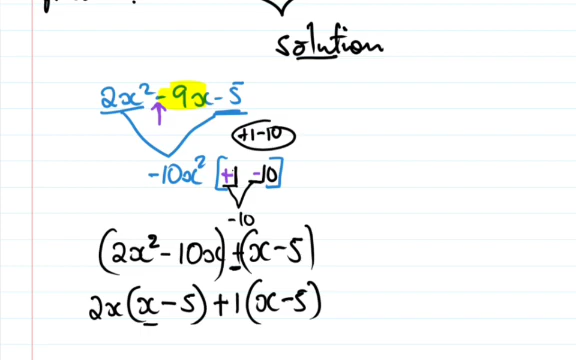 solution
2x² - 9x - 5
+1-10
-10x² [+1 -10]
-10
(2x² - 10x) + (x - 5)
2x(x - 5) + 1(x - 5)